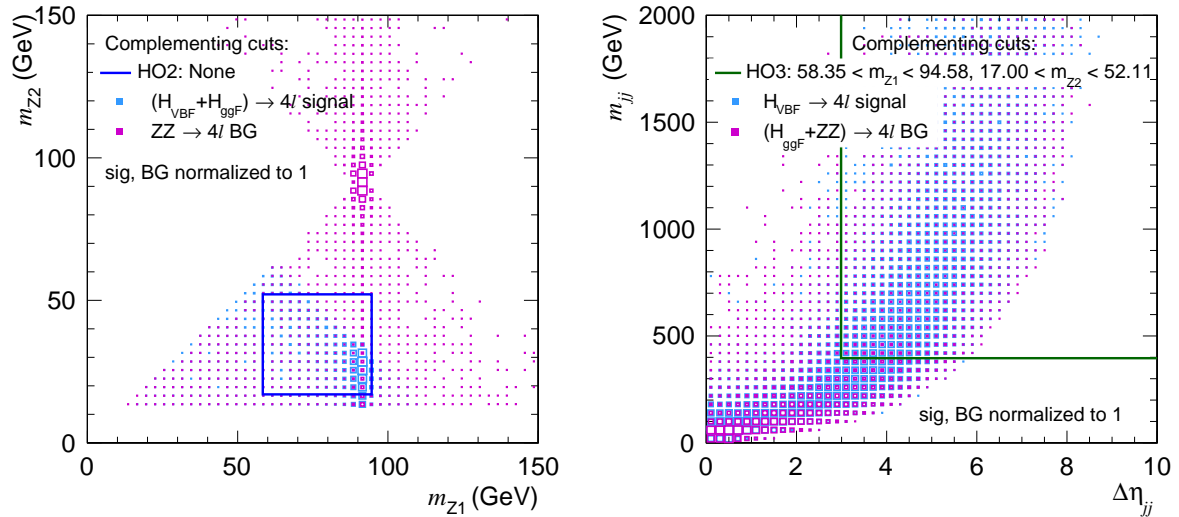 150
100
50
0
m_Z2 (GeV)
Complementing cuts:
HO2: None
(H_VBF+H_ggF) → 4l signal
ZZ → 4l BG
sig, BG normalized to 1
0 50 100 150
m_Z1 (GeV)
2000
1500
1000
500
0
m_jj (GeV)
Complementing cuts:
HO3: 58.35 < m_Z1 < 94.58, 17.00 < m_Z2 < 52.11
H_VBF → 4l signal
(H_ggF+ZZ) → 4l BG
sig, BG normalized to 1
0 2 4 6 8 10
Δη_jj